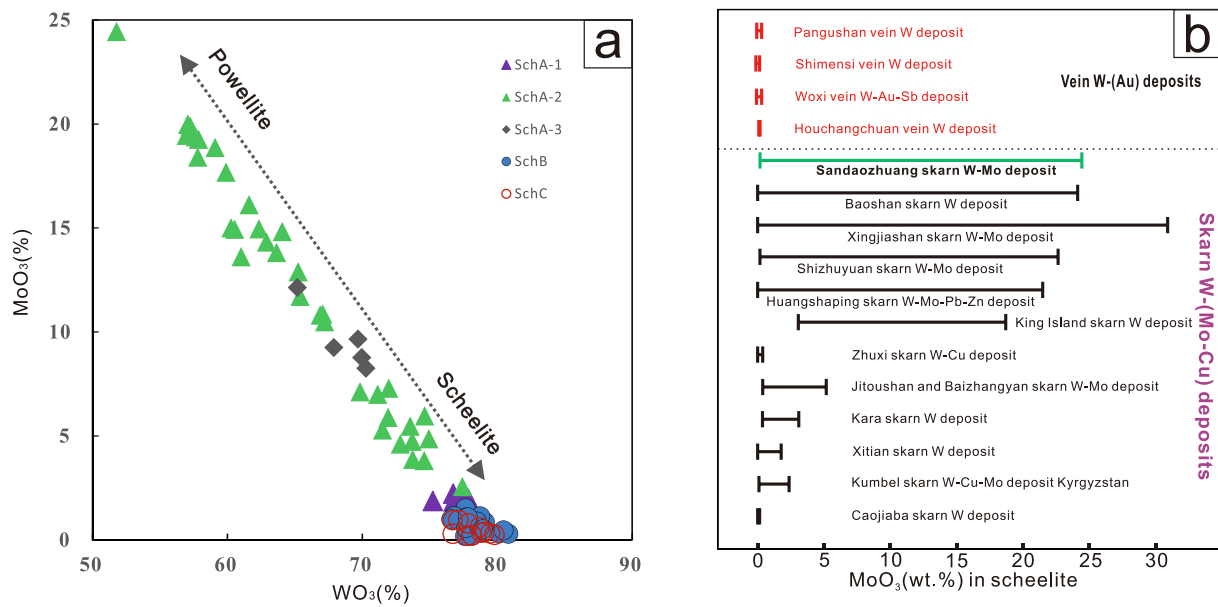 a
25
20
15
10
5
0
MoO₃(%)
50
60
70
80
90
WO₃(%)
Powellite
Scheelite
SchA-1
SchA-2
SchA-3
SchB
SchC
b
Pangushan vein W deposit
Shimensi vein W deposit
Vein W-(Au) deposits
Woxi vein W-Au-Sb deposit
Houchangchuan vein W deposit
Sandaozhuang skarn W-Mo deposit
Baoshan skarn W deposit
Xingjiashan skarn W-Mo deposit
Shizhuyuan skarn W-Mo deposit
Huangshaping skarn W-Mo-Pb-Zn deposit
King Island skarn W deposit
Zhuxi skarn W-Cu deposit
Jitoushan and Baizhangyan skarn W-Mo deposit
Kara skarn W deposit
Xitian skarn W deposit
Kumbel skarn W-Cu-Mo deposit Kyrgyzstan
Caojiaba skarn W deposit
Skarn W-(Mo-Cu) deposits
0
5
10
15
20
25
30
MoO₃(wt.%) in scheelite